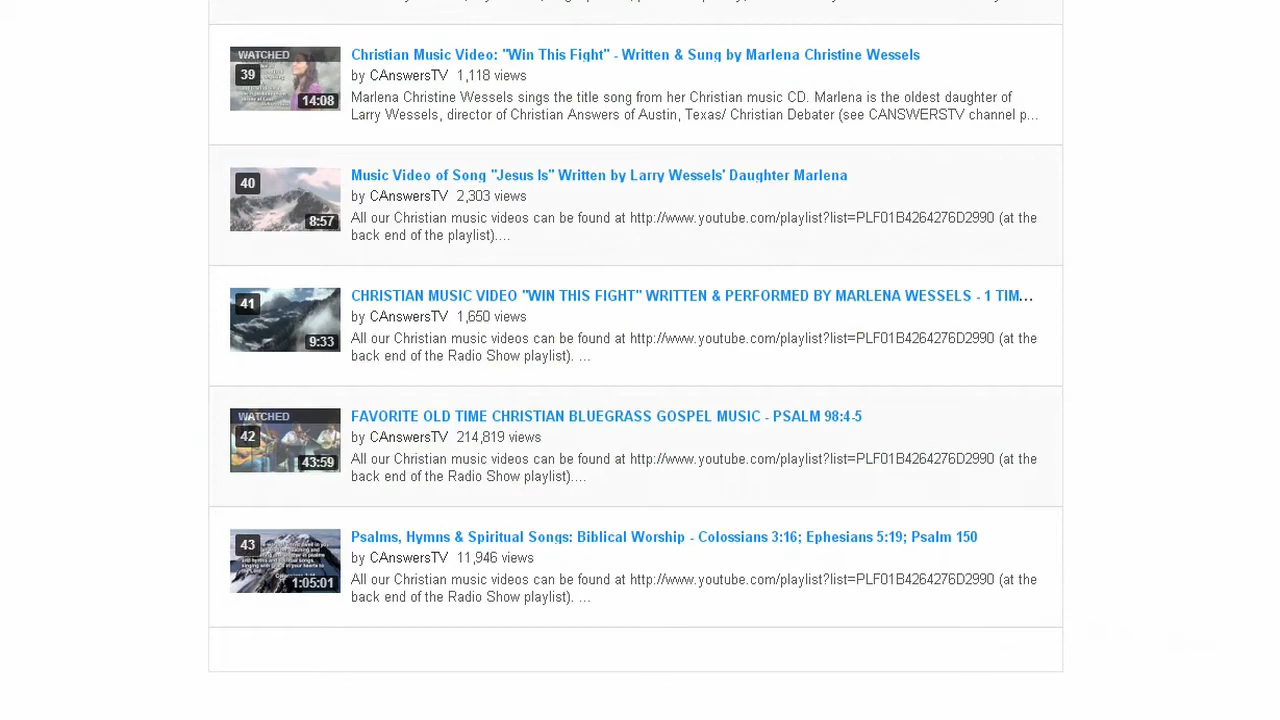 WATCHED
39
14:08
Christian Music Video: "Win This Fight" - Written & Sung by Marlena Christine Wessels
by CAnswersTV 1,118 views
Marlena Christine Wessels sings the title song from her Christian music CD. Marlena is the oldest daughter of
Larry Wessels, director of Christian Answers of Austin, Texas/ Christian Debater (see CANSWERSTV channel p...
40
8:57
Music Video of Song "Jesus Is" Written by Larry Wessels' Daughter Marlena
by CAnswersTV 2,303 views
All our Christian music videos can be found at http://www.youtube.com/playlist?list=PLF01B4264276D2990 (at the
back end of the playlist)....
41
9:33
CHRISTIAN MUSIC VIDEO "WIN THIS FIGHT" WRITTEN & PERFORMED BY MARLENA WESSELS - 1 TIM...
by CAnswersTV 1,650 views
All our Christian music videos can be found at http://www.youtube.com/playlist?list=PLF01B4264276D2990 (at the
back end of the Radio Show playlist). ...
WATCHED
42
43:59
FAVORITE OLD TIME CHRISTIAN BLUEGRASS GOSPEL MUSIC - PSALM 98:4-5
by CAnswersTV 214,819 views
All our Christian music videos can be found at http://www.youtube.com/playlist?list=PLF01B4264276D2990 (at the
back end of the Radio Show playlist)....
43
1:05:01
Psalms, Hymns & Spiritual Songs: Biblical Worship - Colossians 3:16; Ephesians 5:19; Psalm 150
by CAnswersTV 11,946 views
All our Christian music videos can be found at http://www.youtube.com/playlist?list=PLF01B4264276D2990 (at the
back end of the Radio Show playlist). ...